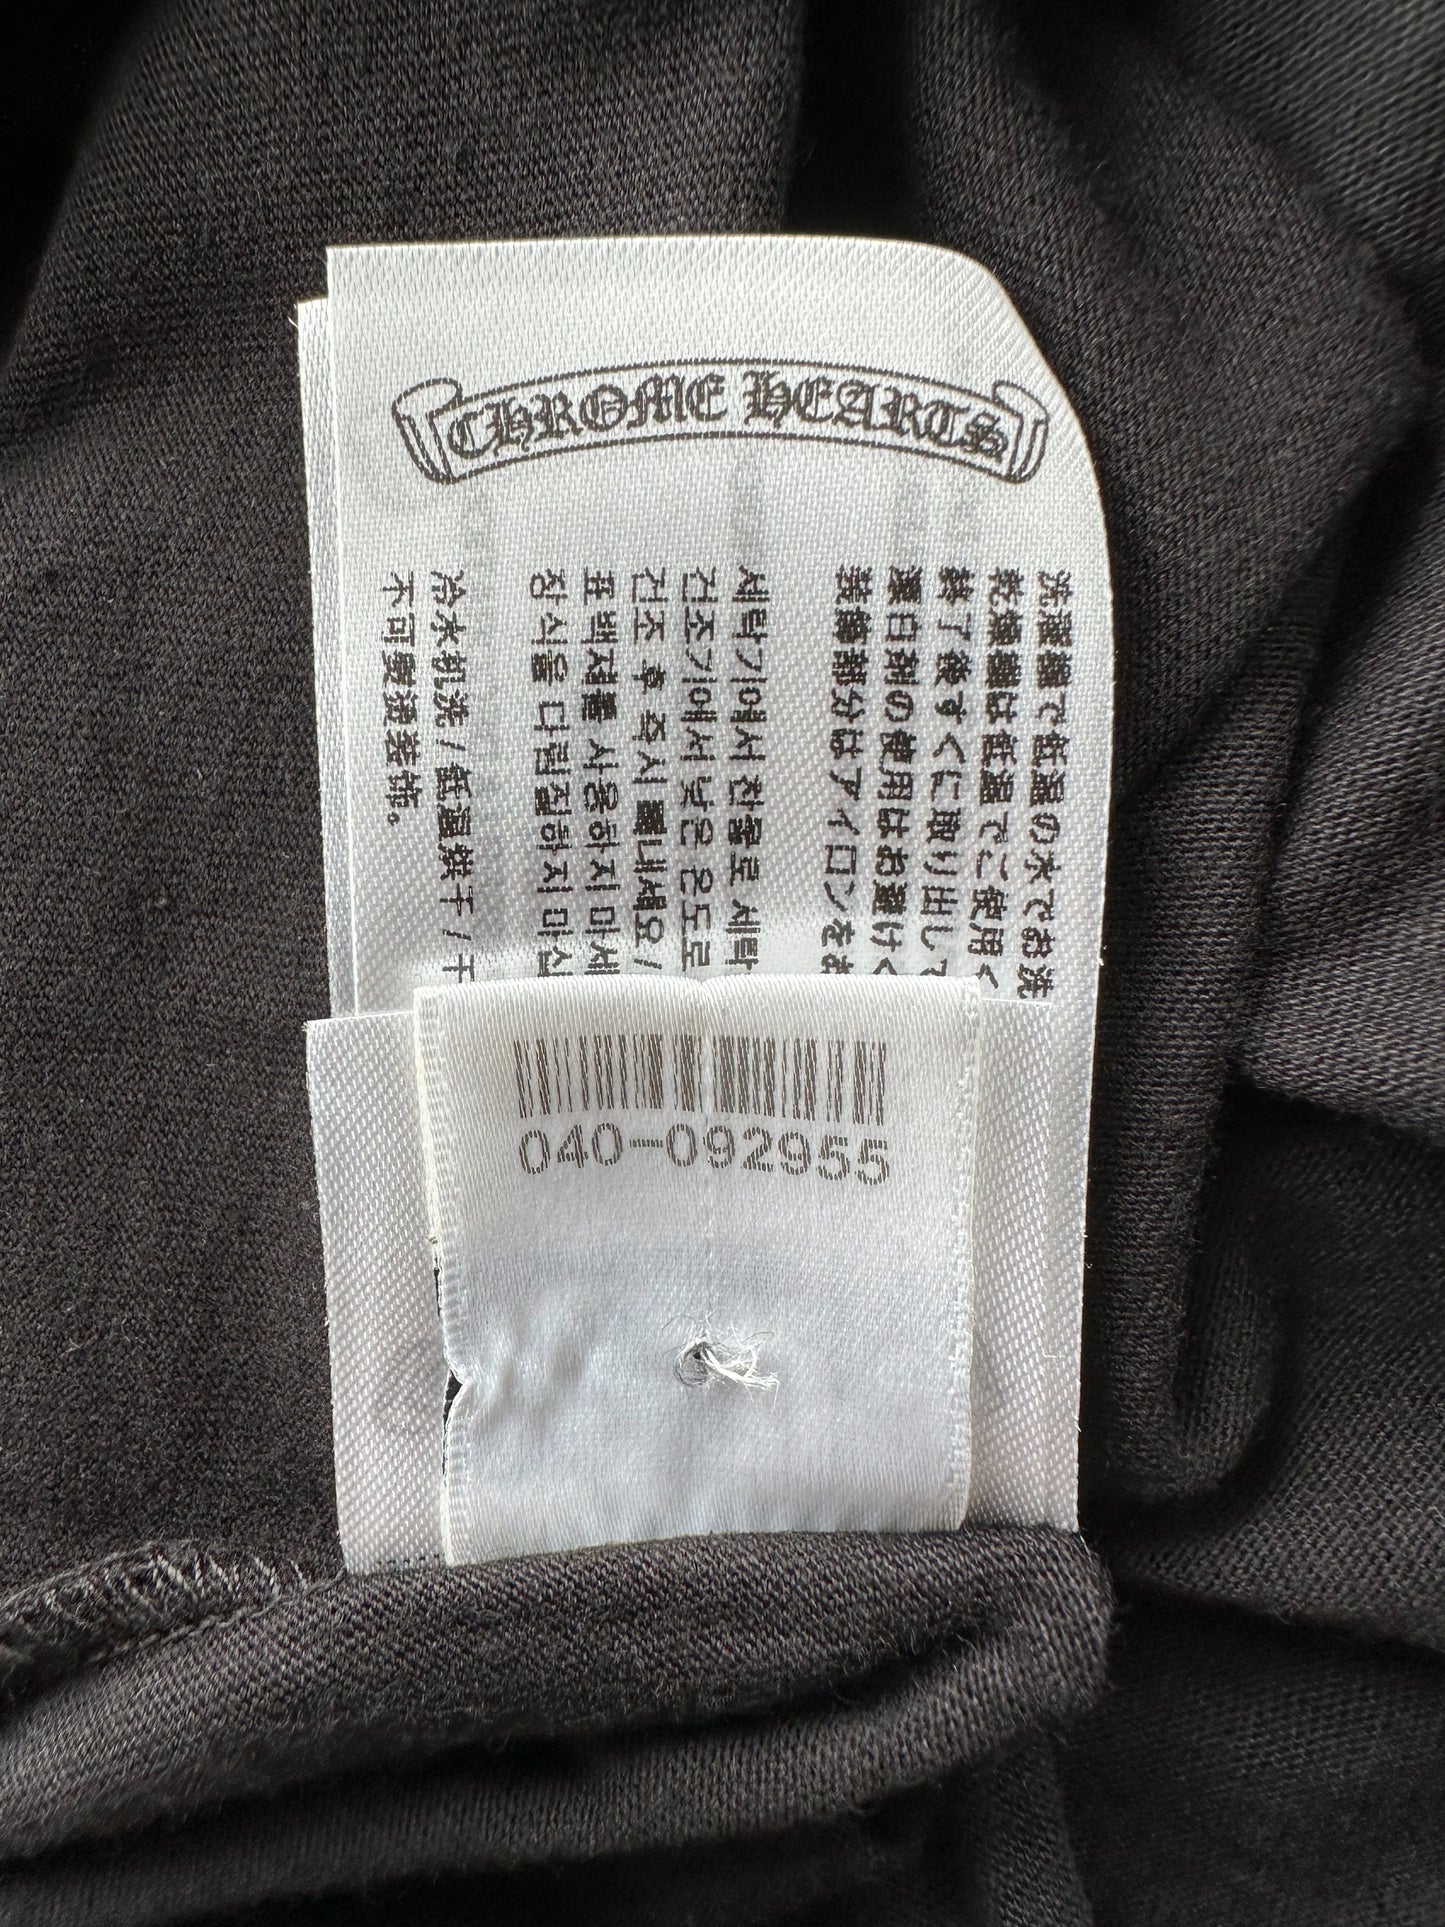 CHROME HEARTS
洗濯機で低温の水でお洗
乾燥機は低温でご使用く
終了後すぐに取り出して
漂白剤の使用はお避けく
装飾部分はアイロンをお
세탁기에서 찬물로 세탁
건조기에서 낮은 온도로
건조 후 즉시 꺼내세요/
표백제를 사용하지 마세
장식을 다림질하지 마십
冷水机洗/低温烘干/干
不可熨烫装饰。
040-092955